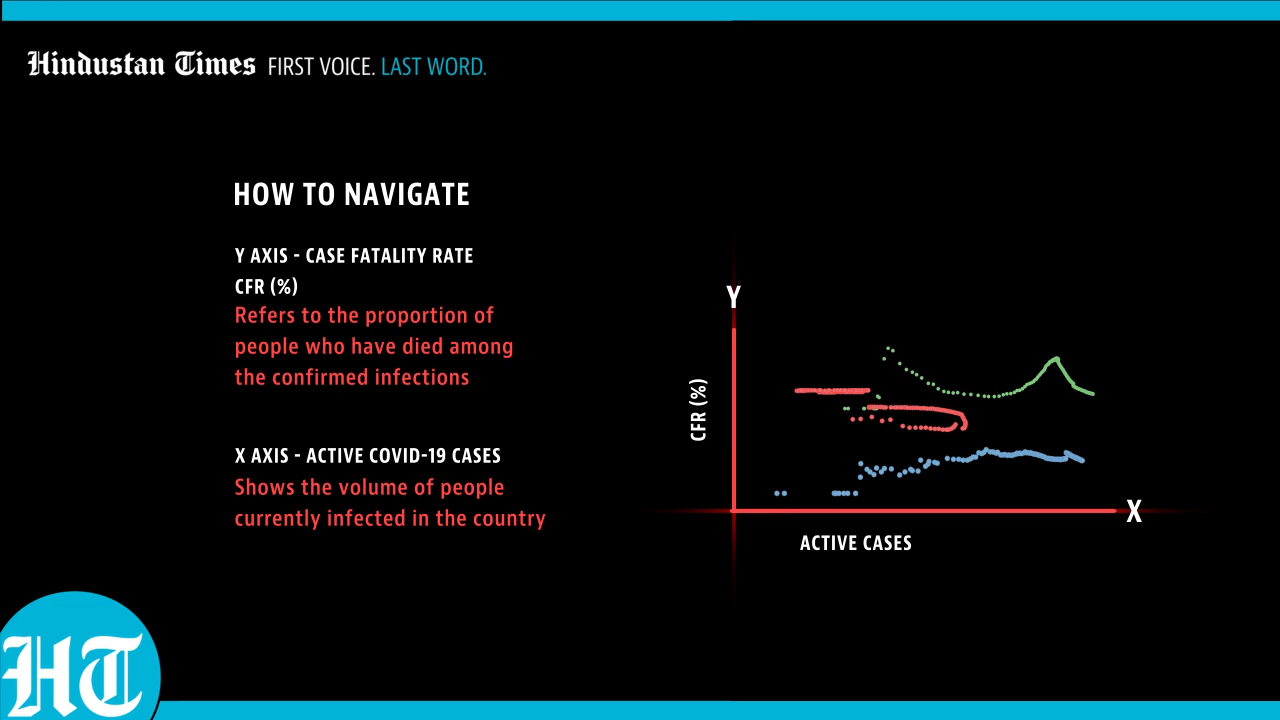 Hindustan Times FIRST VOICE. LAST WORD.
HOW TO NAVIGATE
Y AXIS - CASE FATALITY RATE
CFR (%)
Refers to the proportion of
people who have died among
the confirmed infections
X AXIS - ACTIVE COVID-19 CASES
Shows the volume of people
currently infected in the country
Y
CFR (%)
X
ACTIVE CASES
HT